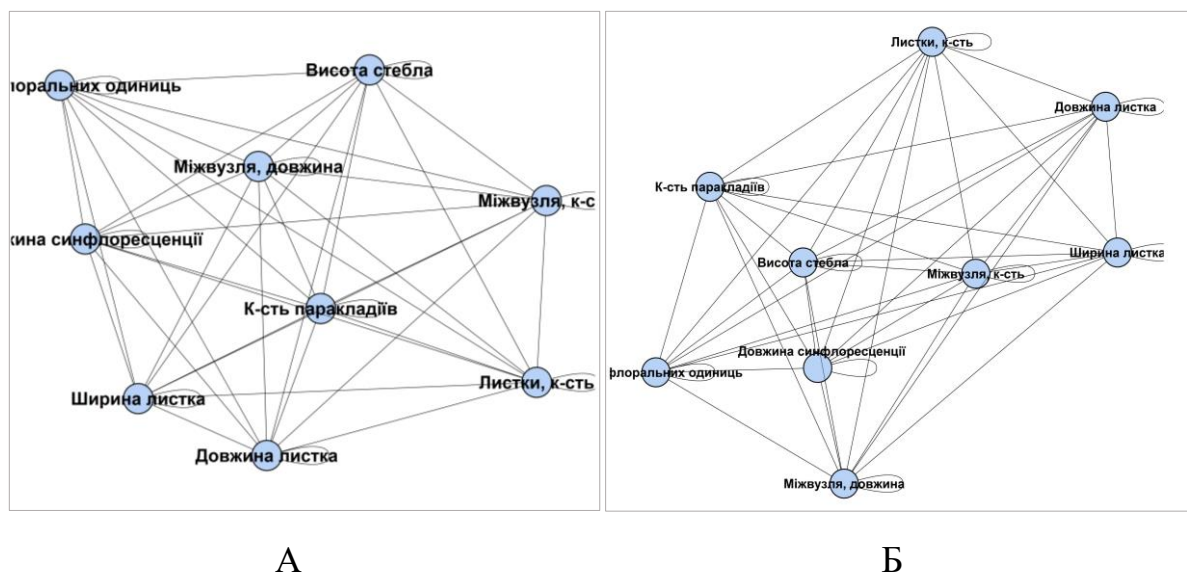 Висота стебла
лоральних одиниць
Міжвузля, довжина
Міжвузля, к-с
жина синфлоресценції
К-сть паракладіїв
Листки, к-сть
Ширина листка
Довжина листка
Листки, к-сть
Довжина листка
К-сть паракладіїв
Ширина листка
Висота стебла
Міжвузля, к-сть
Довжина синфлоресценції
флоральних одиниць
Міжвузля, довжина
А
Б